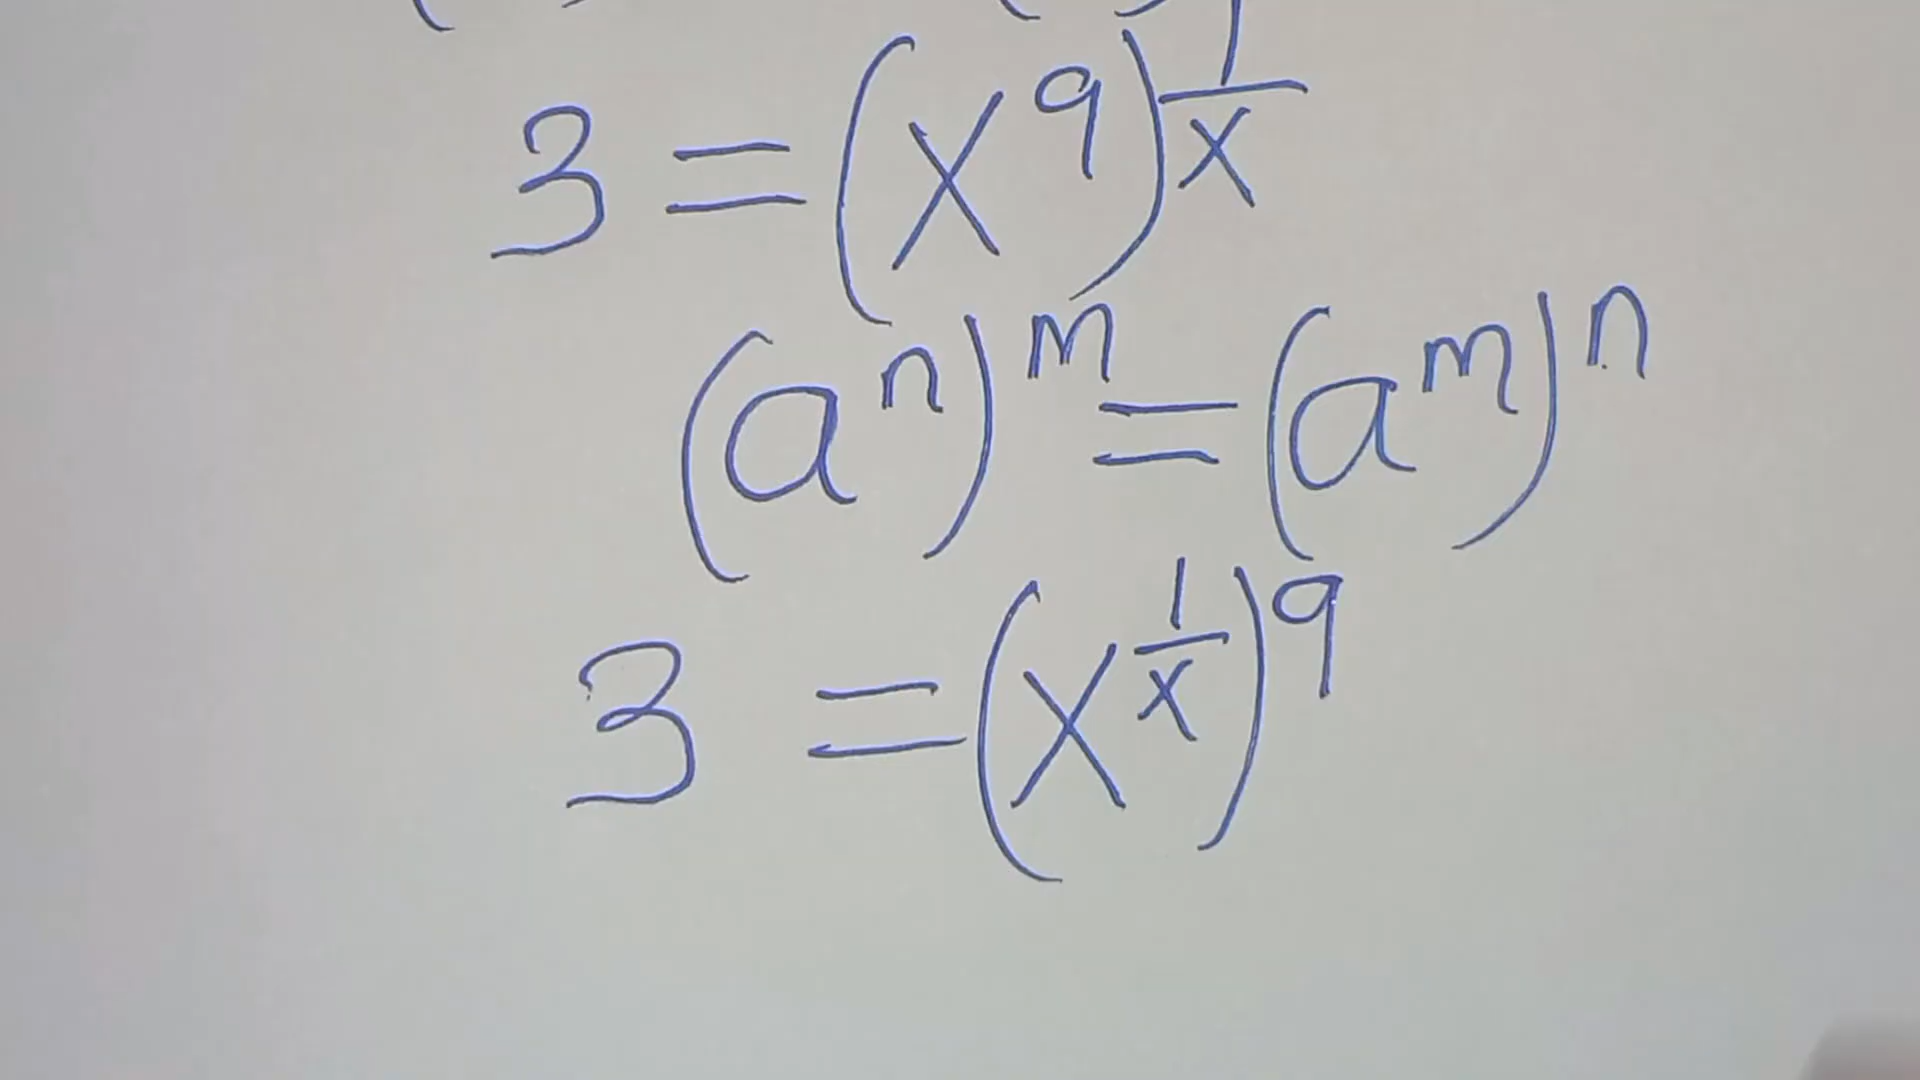 3 = (x^9)^(1/x)
(a^n)^m = (a^m)^n
3 = (x^(1/x))^9